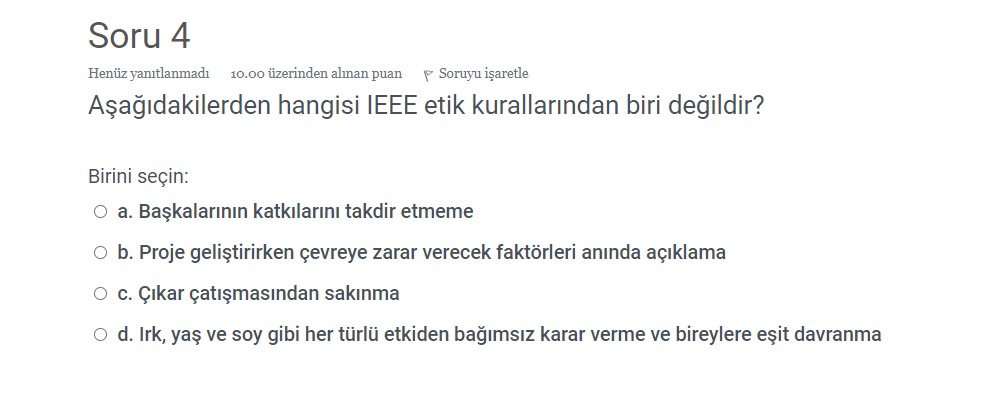 Soru 4
Henüz yanıtlanmadı 10.00 üzerinden alınan puan Soruyu işaretle
Aşağıdakilerden hangisi IEEE etik kurallarından biri değildir?
Birini seçin:
a. Başkalarının katkılarını takdir etmeme
b. Proje geliştirirken çevreye zarar verecek faktörleri anında açıklama
c. Çıkar çatışmasından sakınma
d. Irk, yaş ve soy gibi her türlü etkiden bağımsız karar verme ve bireylere eşit davranma